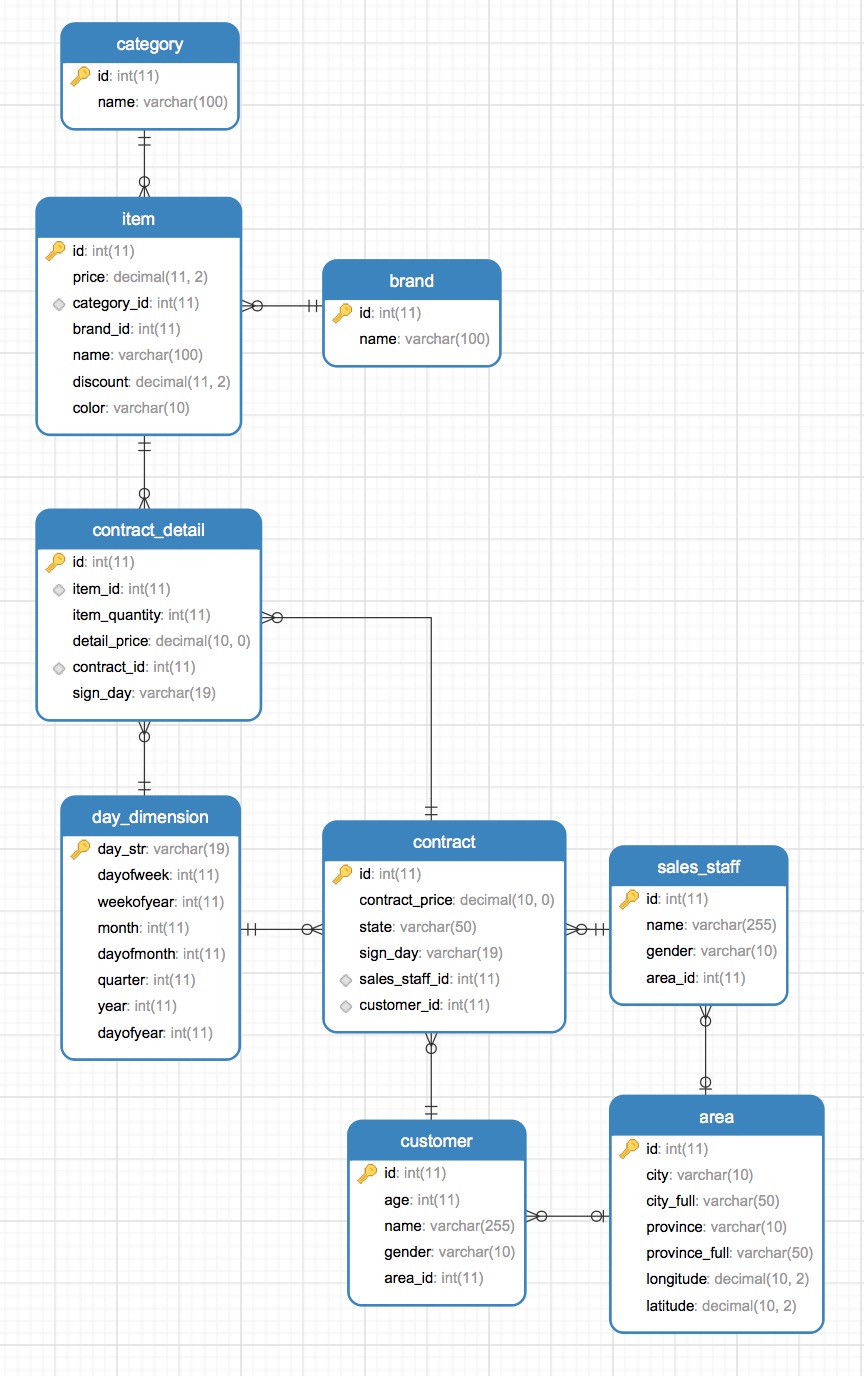 category
id: int(11)
name: varchar(100)
item
id: int(11)
price: decimal(11, 2)
category_id: int(11)
brand_id: int(11)
name: varchar(100)
discount: decimal(11, 2)
color: varchar(10)
brand
id: int(11)
name: varchar(100)
contract_detail
id: int(11)
item_id: int(11)
item_quantity: int(11)
detail_price: decimal(10, 0)
contract_id: int(11)
sign_day: varchar(19)
day_dimension
day_str: varchar(19)
dayofweek: int(11)
weekofyear: int(11)
month: int(11)
dayofmonth: int(11)
quarter: int(11)
year: int(11)
dayofyear: int(11)
contract
id: int(11)
contract_price: decimal(10, 0)
state: varchar(50)
sign_day: varchar(19)
sales_staff_id: int(11)
customer_id: int(11)
sales_staff
id: int(11)
name: varchar(255)
gender: varchar(10)
area_id: int(11)
customer
id: int(11)
age: int(11)
name: varchar(255)
gender: varchar(10)
area_id: int(11)
area
id: int(11)
city: varchar(10)
city_full: varchar(50)
province: varchar(10)
province_full: varchar(50)
longitude: decimal(10, 2)
latitude: decimal(10, 2)